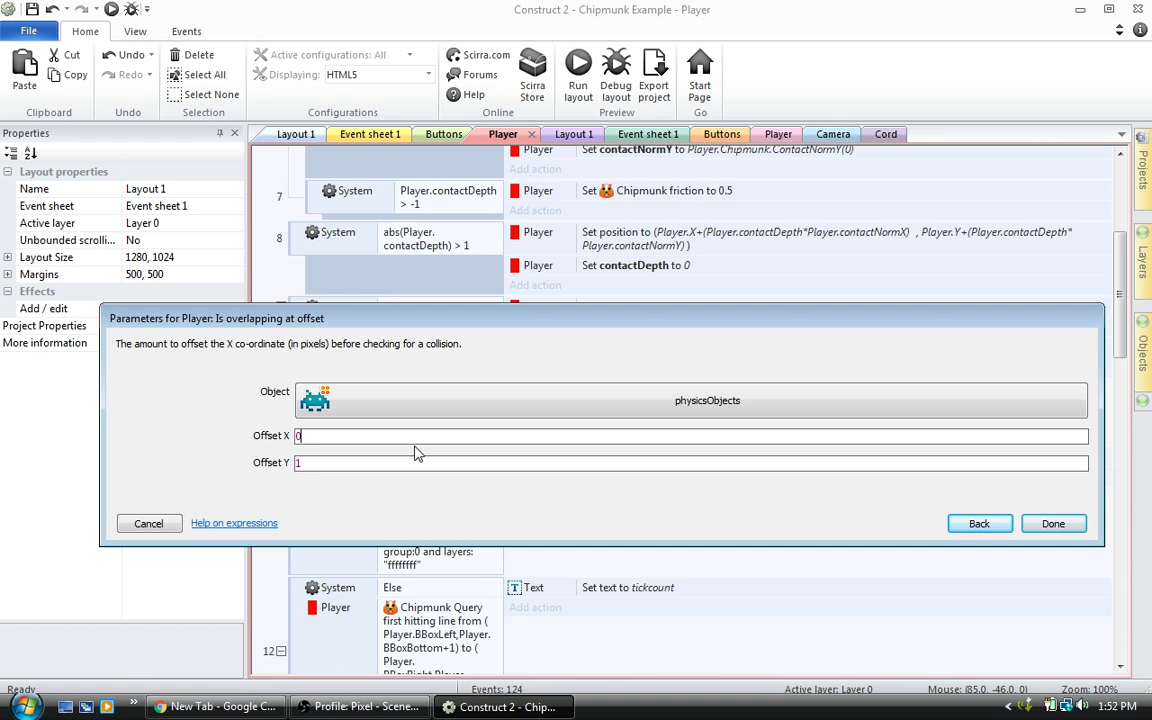 Construct 2 - Chipmunk Example - Player
File
Home
View
Events
Paste
Cut
Copy
Clipboard
Undo
Redo
Undo
Delete
Select All
Select None
Selection
Active configurations: All
Displaying:
HTML5
Configurations
Scirra.com
Forums
Help
Scirra Store
Online
Run layout
Debug layout
Export project
Preview
Start Page
Go
Properties
Layout properties
Name
Layout 1
Event sheet
Event sheet 1
Active layer
Layer 0
Unbounded scrolli...
No
Layout Size
1280, 1024
Margins
500, 500
Effects
Add / edit
Project Properties
More information
Layout 1
Event sheet 1
Buttons
Player
Layout 1
Event sheet 1
Buttons
Player
Camera
Cord
Player
Set contactNormY to Player.Chipmunk.ContactNormY(0)
Add action
7
System
Player.contactDepth
> -1
Player
Set Chipmunk friction to 0.5
Add action
8
System
abs(Player.
contactDepth) > 1
Player
Set position to (Player.X+(Player.contactDepth*Player.contactNormX) , Player.Y+(Player.contactDepth*
Player.contactNormY) )
Player
Set contactDepth to 0
Add action
Parameters for Player: Is overlapping at offset
The amount to offset the X co-ordinate (in pixels) before checking for a collision.
Object
physicsObjects
Offset X
0
Offset Y
1
Cancel
Help on expressions
Back
Done
group:0 and layers:
"ffffffff"
System
Else
Text
Set text to tickcount
Player
Chipmunk Query
first hitting line from (
Player.BBoxLeft,Player.
BBoxBottom+1) to (
Player.
Add action
12
Projects
Layers
Objects
Ready
Events: 124
Active layer: Layer 0
Mouse: (85.0, -46.0, 0)
Zoom: 100%
New Tab - Google C...
Profile: Pixel - Scene...
Construct 2 - Chip...
1:52 PM